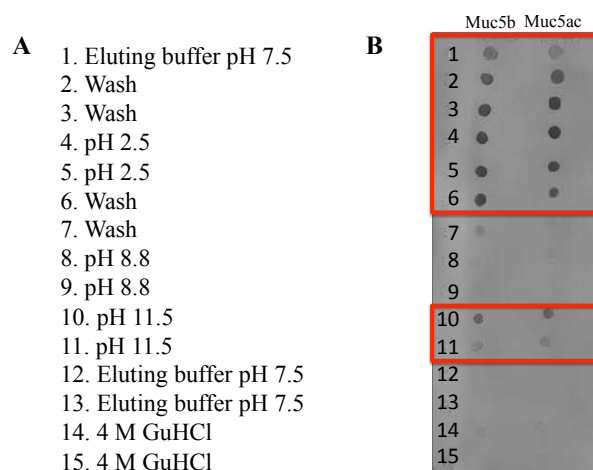 A
1. Eluting buffer pH 7.5
2. Wash
3. Wash
4. pH 2.5
5. pH 2.5
6. Wash
7. Wash
8. pH 8.8
9. pH 8.8
10. pH 11.5
11. pH 11.5
12. Eluting buffer pH 7.5
13. Eluting buffer pH 7.5
14. 4 M GuHCl
15. 4 M GuHCl
B
Muc5b Muc5ac
1
2
3
4
5
6
7
8
9
10
11
12
13
14
15